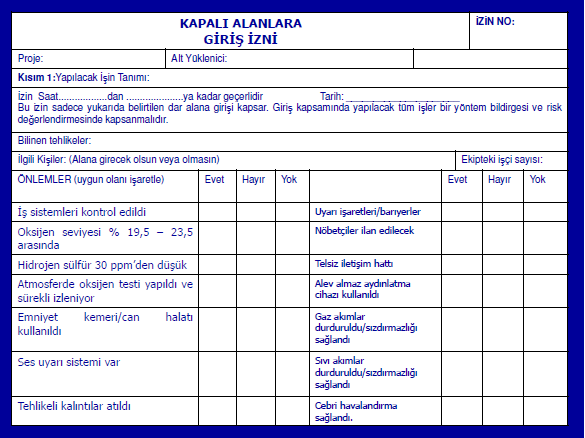 KAPALI ALANLARA
GİRİŞ İZNİ
İZİN NO:
Proje:
Alt Yüklenici:
Kısım 1:Yapılacak İşin Tanımı:
İzin Saat..................dan .....................ya kadar geçerlidir Tarih:_____________________
Bu izin sadece yukarıda belirtilen dar alana girişi kapsar. Giriş kapsamında yapılacak tüm işler bir yöntem bildirgesi ve risk
değerlendirmesinde kapsanmalıdır.
Bilinen tehlikeler:
İlgili Kişiler: (Alana girecek olsun veya olmasın)
Ekipteki işçi sayısı:
ÖNLEMLER (uygun olanı işaretle) Evet Hayır Yok Evet Hayır Yok
İş sistemleri kontrol edildi
Uyarı işaretleri/barıyerler
Oksijen seviyesi % 19,5 – 23,5
arasında
Nöbetçiler ilan edilecek
Hidrojen sülfür 30 ppm'den düşük
Telsiz iletişim hattı
Atmosferde oksijen testi yapıldı ve
sürekli izleniyor
Alev almaz aydınlatma
cihazı kullanıldı
Emniyet kemeri/can halatı
kullanıldı
Gaz akımlar
durduruldu/sızdırmazlığı
sağlandı
Ses uyarı sistemi var
Sıvı akımlar
durduruldu/sızdırmazlığı
sağlandı
Tehlikeli kalıntılar atıldı
Cebri havalandırma
sağlandı.